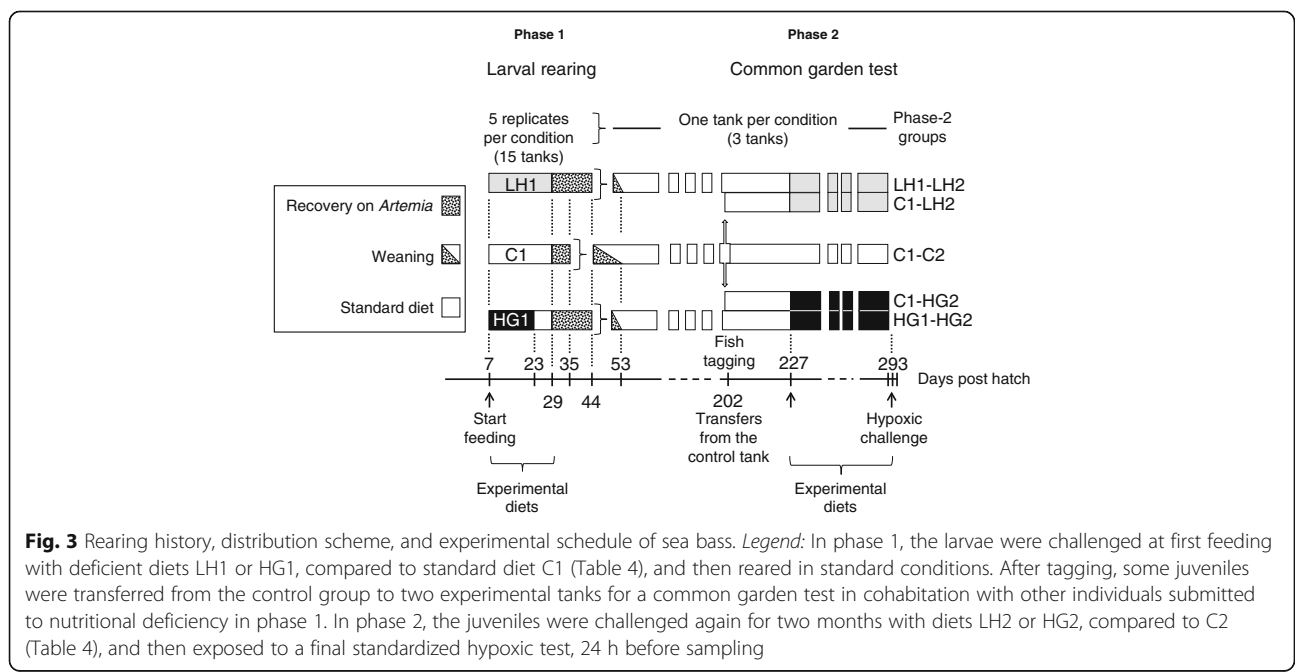 Phase 1
Phase 2
Larval rearing
Common garden test
5 replicates
per condition
(15 tanks)
One tank per condition
(3 tanks)
Phase-2
groups
Recovery on Artemia
Weaning
Standard diet
LH1
LH1-LH2
C1-LH2
C1
C1-C2
C1-HG2
HG1
HG1-HG2
Fish
tagging
7
23
35
53
227
293
Days post hatch
29
44
202
Start
feeding
Transfers
from the
control tank
Hypoxic
challenge
Experimental
diets
Experimental
diets
Fig. 3 Rearing history, distribution scheme, and experimental schedule of sea bass. Legend: In phase 1, the larvae were challenged at first feeding
with deficient diets LH1 or HG1, compared to standard diet C1 (Table 4), and then reared in standard conditions. After tagging, some juveniles
were transferred from the control group to two experimental tanks for a common garden test in cohabitation with other individuals submitted
to nutritional deficiency in phase 1. In phase 2, the juveniles were challenged again for two months with diets LH2 or HG2, compared to C2
(Table 4), and then exposed to a final standardized hypoxic test, 24 h before sampling